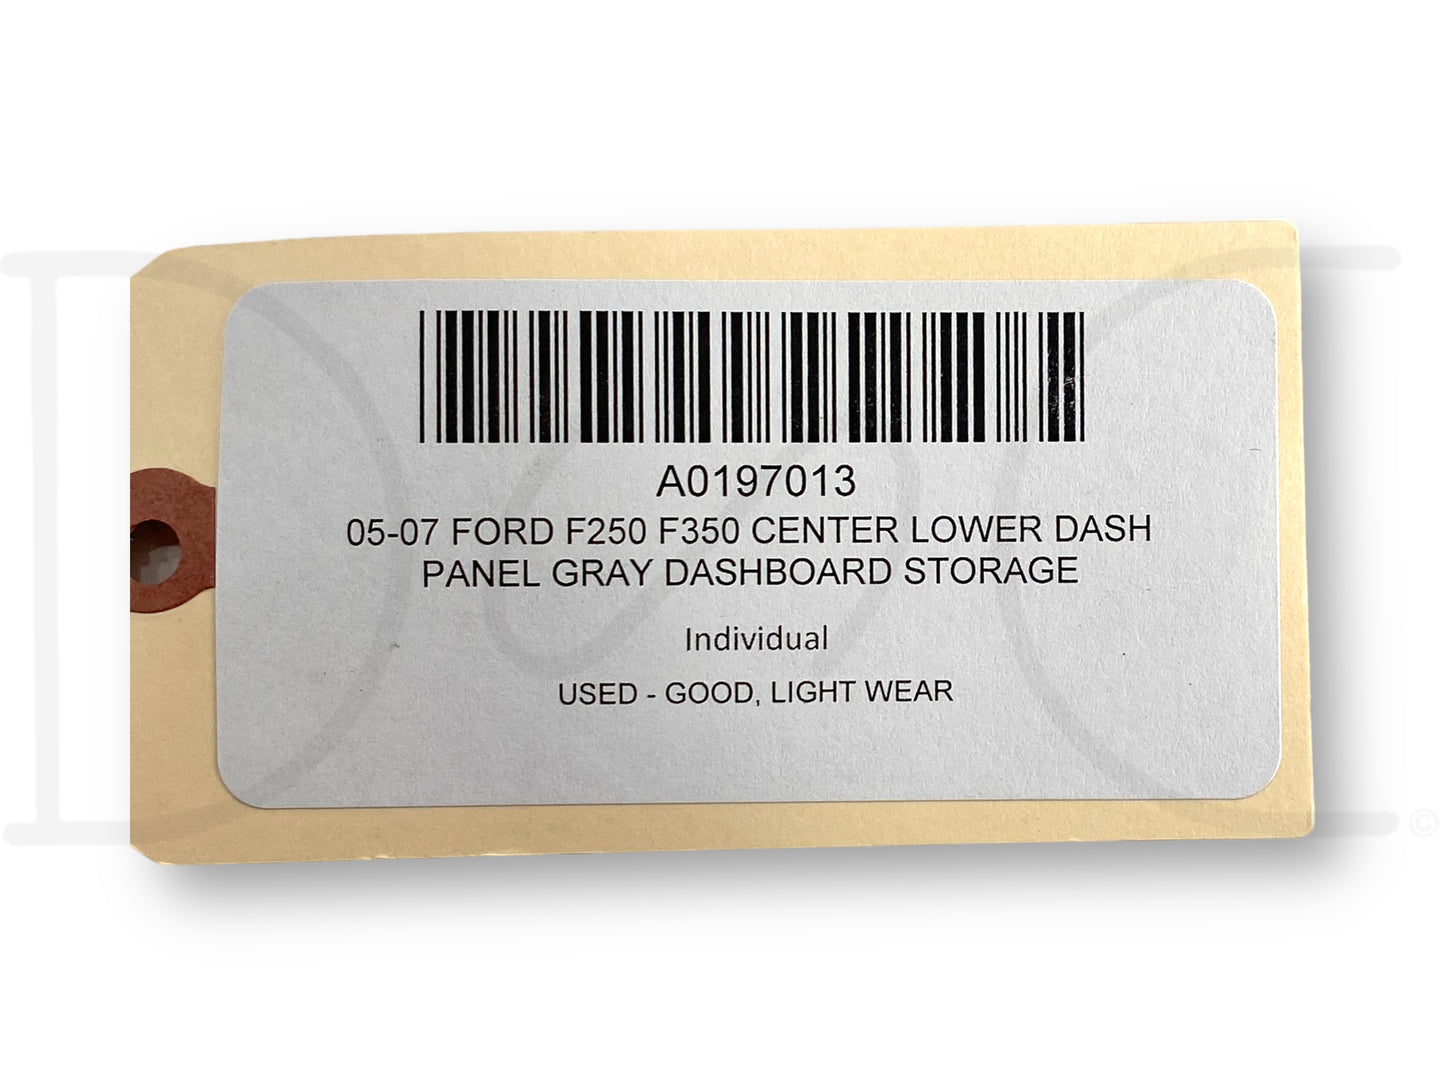 A0197013
05-07 FORD F250 F350 CENTER LOWER DASH
PANEL GRAY DASHBOARD STORAGE
Individual
USED - GOOD, LIGHT WEAR
©